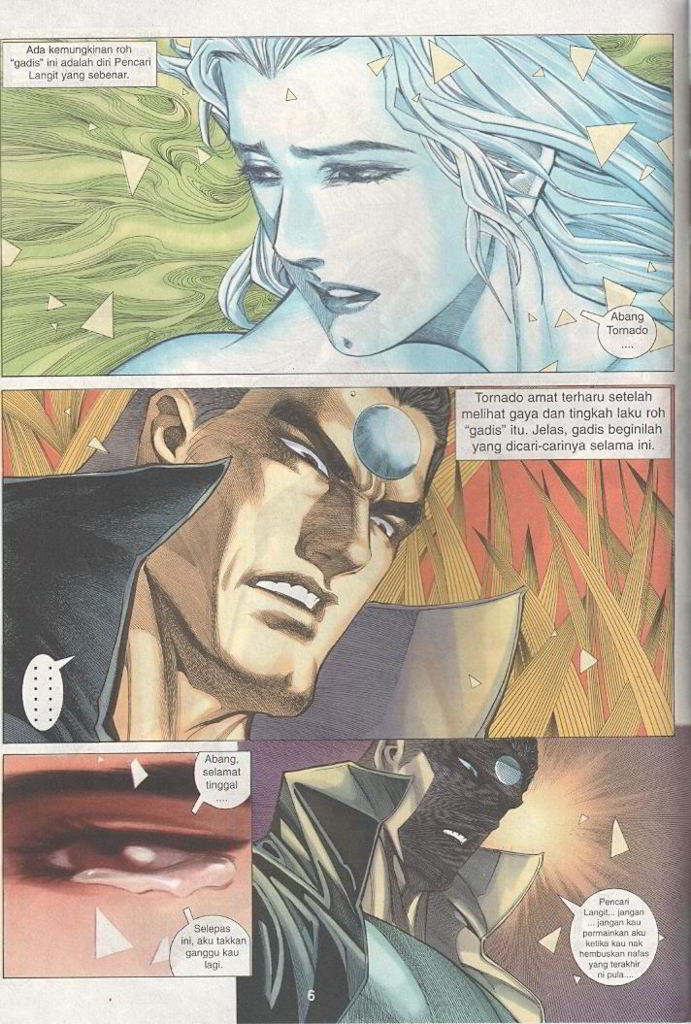 Ada kemungkinan roh
“gadis” ini adalah diri Pencari
Langit yang sebenar.
Abang
Tornado
....
Tornado amat terharu setelah
melihat gaya dan tingkah laku roh
“gadis” itu. Jelas, gadis beginilah
yang dicari-carinya selama ini.
Abang,
selamat
tinggal
....
Selepas
ini, aku takkan
ganggu kau
lagi.
Pencari
Langit... jangan
... jangan kau
permainkan aku
ketika kau nak
hembuskan nafas
yang terakhir
ni pula....
6